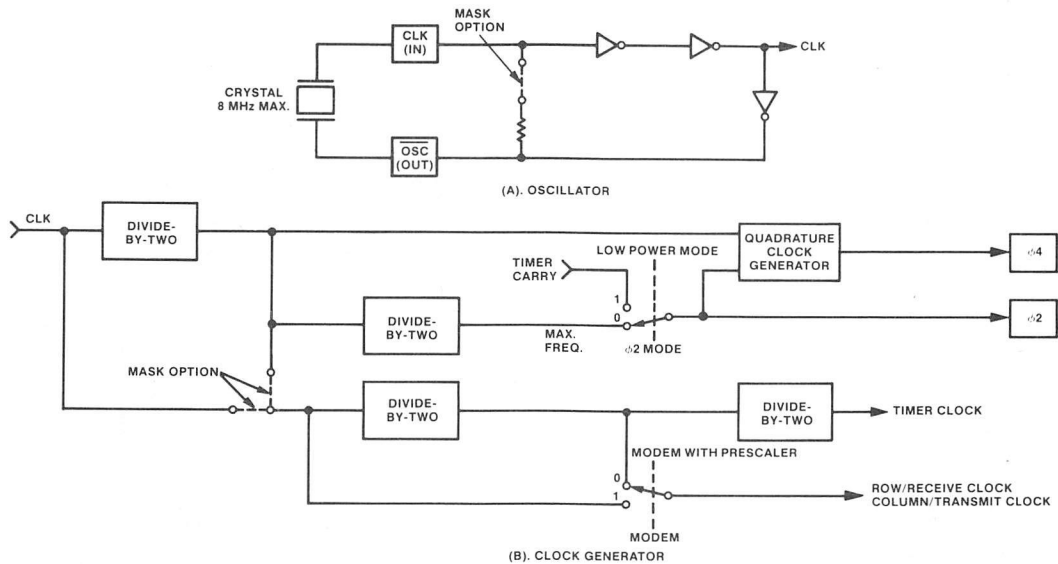 MASK
OPTION
CLK
(IN)
CLK
CRYSTAL
8 MHz MAX.
OSC
(OUT)
(A). OSCILLATOR
CLK
DIVIDE-
BY-TWO
LOW POWER MODE
QUADRATURE
CLOCK
GENERATOR
ϕ4
TIMER
CARRY
1
0
DIVIDE-
BY-TWO
MAX.
FREQ.
ϕ2 MODE
ϕ2
MASK OPTION
DIVIDE-
BY-TWO
DIVIDE-
BY-TWO
TIMER CLOCK
MODEM WITH PRESCALER
0
1
ROW/RECEIVE CLOCK
COLUMN/TRANSMIT CLOCK
MODEM
(B). CLOCK GENERATOR